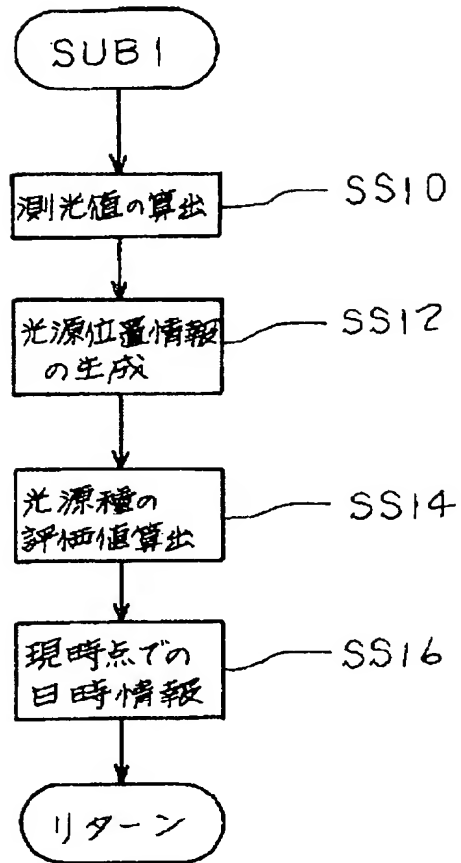 SUB1
測光値の算出
SS10
光源位置情報
の生成
SS12
光源種の
評価値算出
SS14
現時点での
日時情報
SS16
リターン